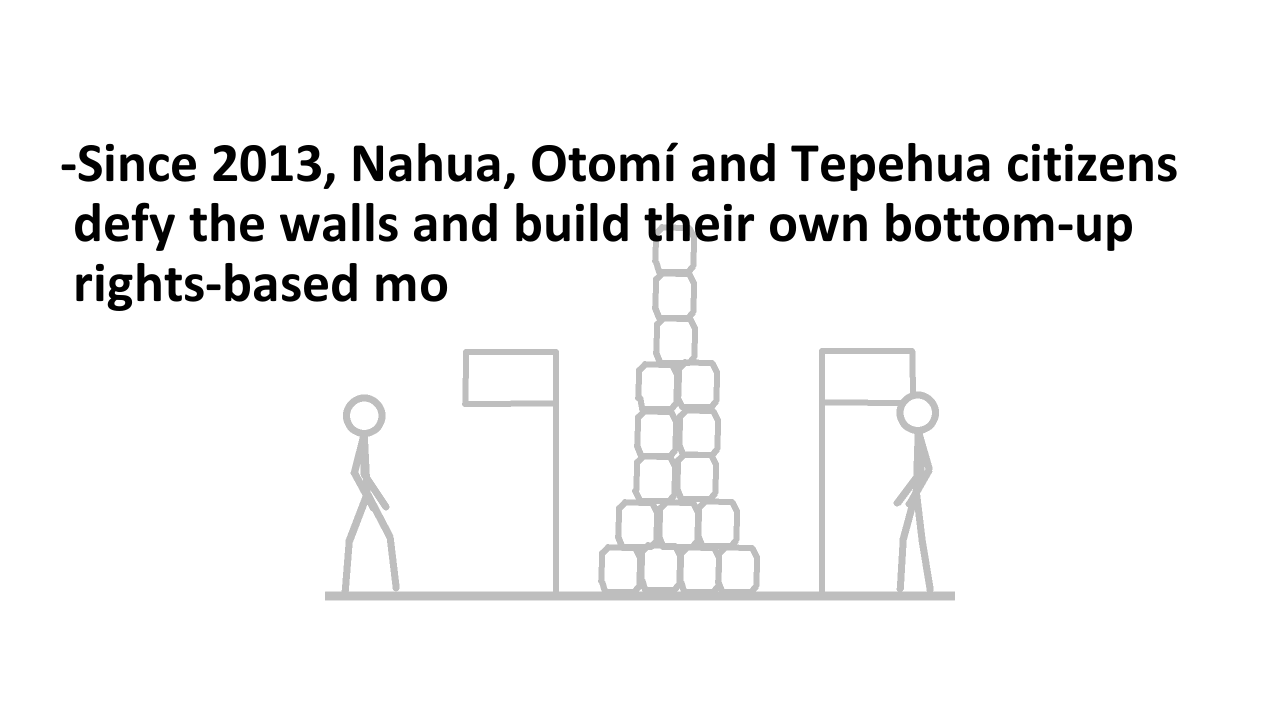 -Since 2013, Nahua, Otomí and Tepehua citizens
defy the walls and build their own bottom-up
rights-based mo